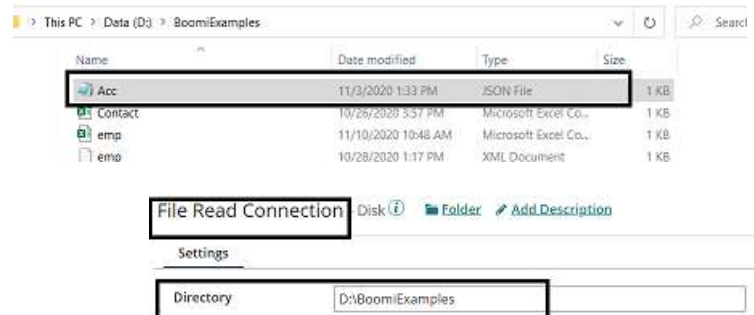 This PC > Data (D:) > BoomiExamples Search
Name Date modified Type Size
Acc 11/3/2020 1:33 PM JSON File 1 KB
Contact 10/26/2020 3:57 PM Microsoft Excel Co... 1 KB
emp 11/10/2020 10:48 AM Microsoft Excel Co... 1 KB
emp 10/28/2020 1:17 PM XML Document 1 KB
File Read Connection Disk Folder Add Description
Settings
Directory D:\BoomiExamples